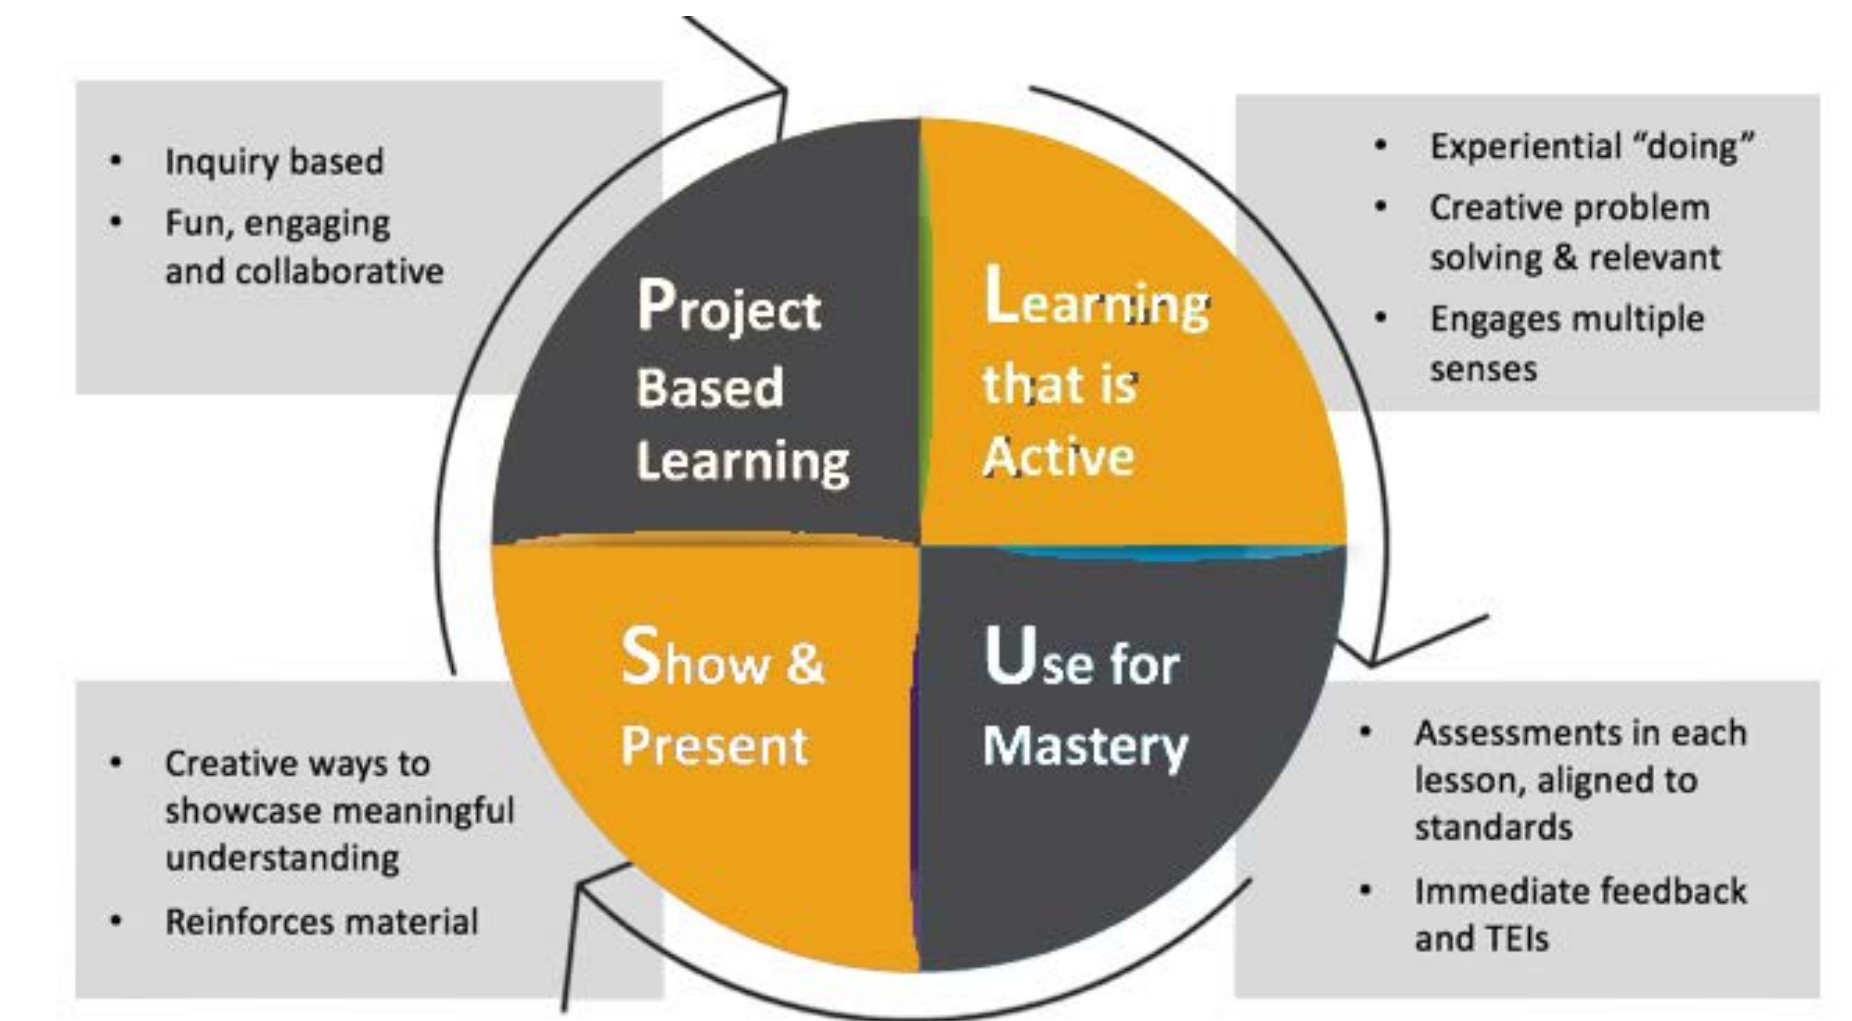 • Inquiry based
• Fun, engaging
and collaborative
Project
Based
Learning
Learning
that is
Active
• Experiential “doing”
• Creative problem
solving & relevant
• Engages multiple
senses
• Creative ways to
showcase meaningful
understanding
• Reinforces material
Show &
Present
Use for
Mastery
• Assessments in each
lesson, aligned to
standards
• Immediate feedback
and TEIs